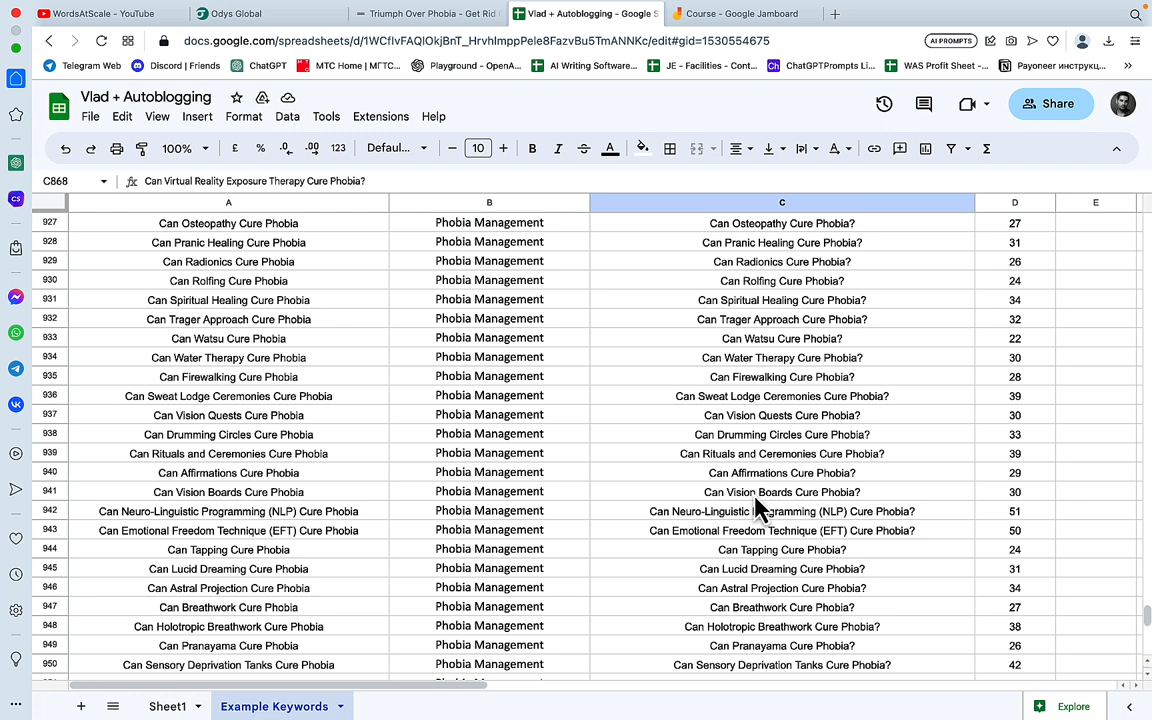 WordsAtScale - YouTube
Odys Global
Triumph Over Phobia - Get Rid
Vlad + Autoblogging - Google S
Course - Google Jamboard
docs.google.com/spreadsheets/d/1WCflvFAQlOkjBnT_HrvhImppPele8FazvBu5TmANNKc/edit#gid=1530554675
AI PROMPTS
Telegram Web
Discord | Friends
ChatGPT
MTC Home | МГТС...
Playground - OpenA...
AI Writing Software...
JE - Facilities - Cont...
ChatGPTPrompts Li...
WAS Profit Sheet -...
Payoneer инструкц...
Vlad + Autoblogging
File Edit View Insert Format Data Tools Extensions Help
Share
100% £ % .0 .00 123 Defaul... 10 B I A
C868 fx Can Virtual Reality Exposure Therapy Cure Phobia?
A B C D E
927 Can Osteopathy Cure Phobia Phobia Management Can Osteopathy Cure Phobia? 27
928 Can Pranic Healing Cure Phobia Phobia Management Can Pranic Healing Cure Phobia? 31
929 Can Radionics Cure Phobia Phobia Management Can Radionics Cure Phobia? 26
930 Can Rolfing Cure Phobia Phobia Management Can Rolfing Cure Phobia? 24
931 Can Spiritual Healing Cure Phobia Phobia Management Can Spiritual Healing Cure Phobia? 34
932 Can Trager Approach Cure Phobia Phobia Management Can Trager Approach Cure Phobia? 32
933 Can Watsu Cure Phobia Phobia Management Can Watsu Cure Phobia? 22
934 Can Water Therapy Cure Phobia Phobia Management Can Water Therapy Cure Phobia? 30
935 Can Firewalking Cure Phobia Phobia Management Can Firewalking Cure Phobia? 28
936 Can Sweat Lodge Ceremonies Cure Phobia Phobia Management Can Sweat Lodge Ceremonies Cure Phobia? 39
937 Can Vision Quests Cure Phobia Phobia Management Can Vision Quests Cure Phobia? 30
938 Can Drumming Circles Cure Phobia Phobia Management Can Drumming Circles Cure Phobia? 33
939 Can Rituals and Ceremonies Cure Phobia Phobia Management Can Rituals and Ceremonies Cure Phobia? 39
940 Can Affirmations Cure Phobia Phobia Management Can Affirmations Cure Phobia? 29
941 Can Vision Boards Cure Phobia Phobia Management Can Vision Boards Cure Phobia? 30
942 Can Neuro-Linguistic Programming (NLP) Cure Phobia Phobia Management Can Neuro-Linguistic Programming (NLP) Cure Phobia? 51
943 Can Emotional Freedom Technique (EFT) Cure Phobia Phobia Management Can Emotional Freedom Technique (EFT) Cure Phobia? 50
944 Can Tapping Cure Phobia Phobia Management Can Tapping Cure Phobia? 24
945 Can Lucid Dreaming Cure Phobia Phobia Management Can Lucid Dreaming Cure Phobia? 31
946 Can Astral Projection Cure Phobia Phobia Management Can Astral Projection Cure Phobia? 34
947 Can Breathwork Cure Phobia Phobia Management Can Breathwork Cure Phobia? 27
948 Can Holotropic Breathwork Cure Phobia Phobia Management Can Holotropic Breathwork Cure Phobia? 38
949 Can Pranayama Cure Phobia Phobia Management Can Pranayama Cure Phobia? 26
950 Can Sensory Deprivation Tanks Cure Phobia Phobia Management Can Sensory Deprivation Tanks Cure Phobia? 42
Sheet1 Example Keywords Explore